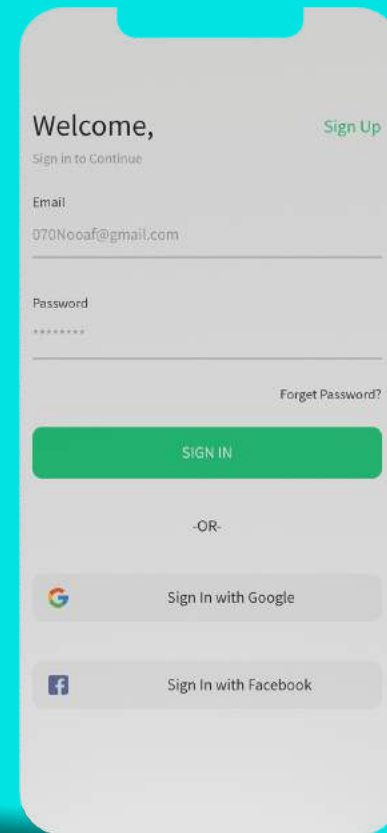 Welcome,
Sign Up
Sign in to Continue
Email
070Nooaf@gmail.com
Password
********
Forget Password?
SIGN IN
-OR-
Sign In with Google
Sign In with Facebook